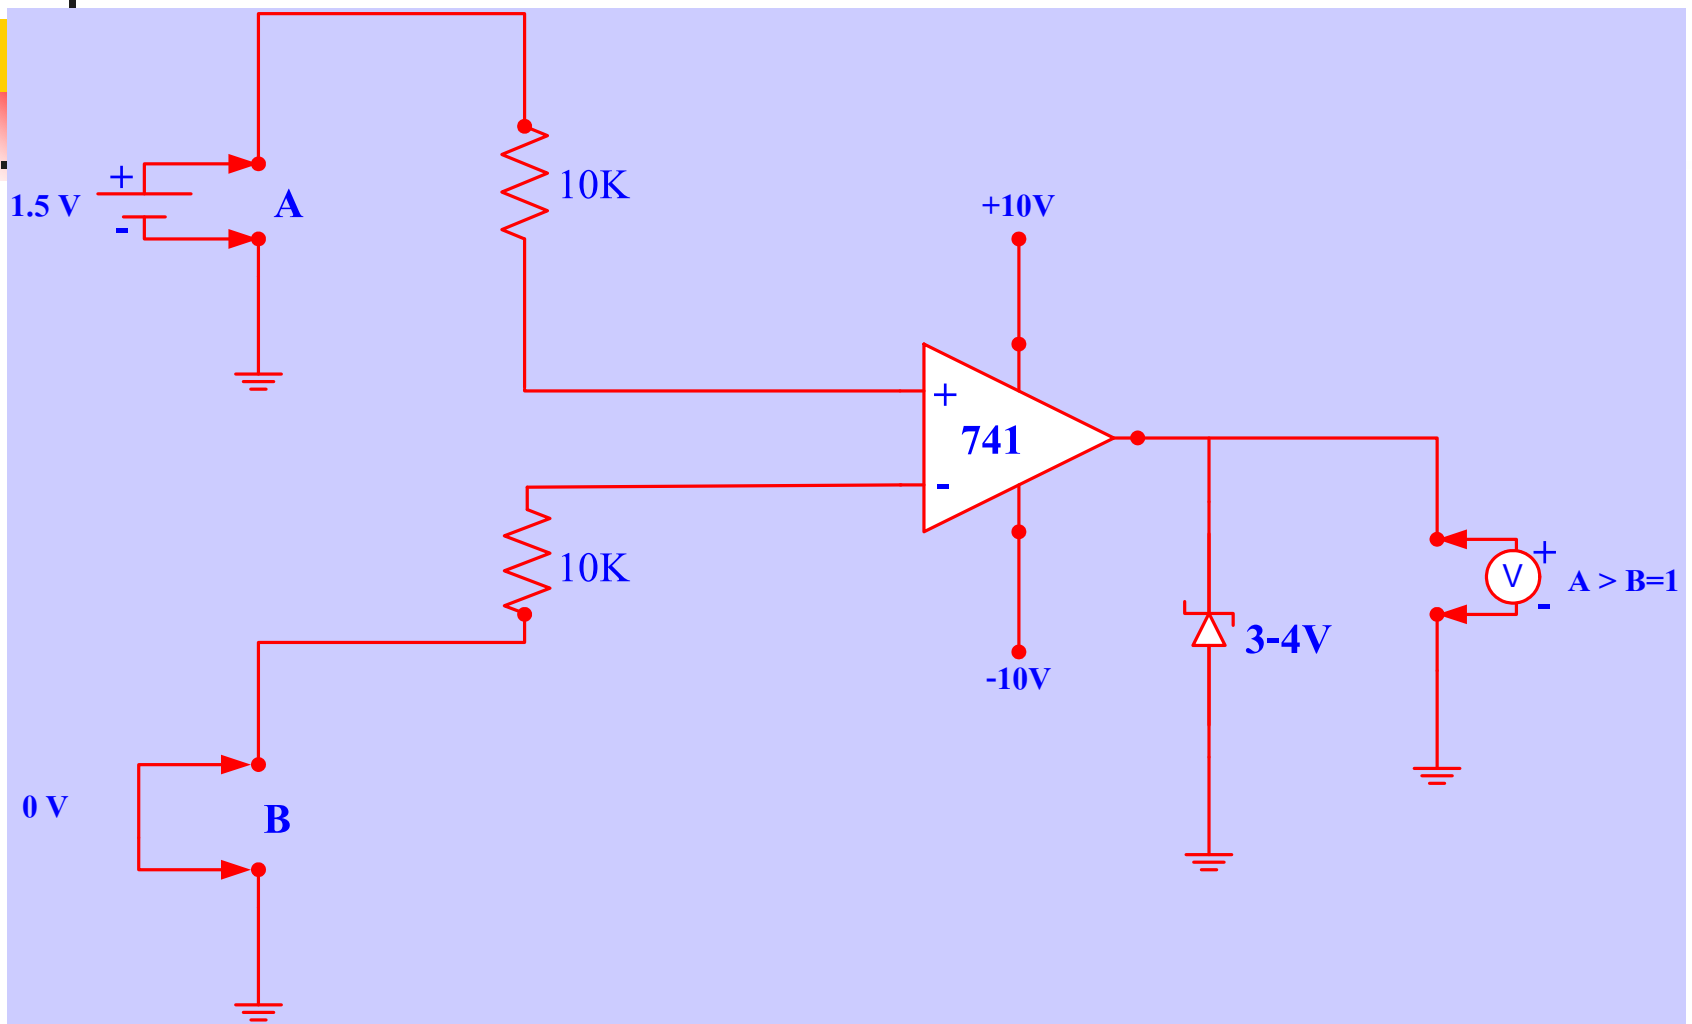 +
1.5 V
A
-
10K
+10V
+
741
-
10K
-10V
3-4V
+
V
A > B=1
-
0 V
B